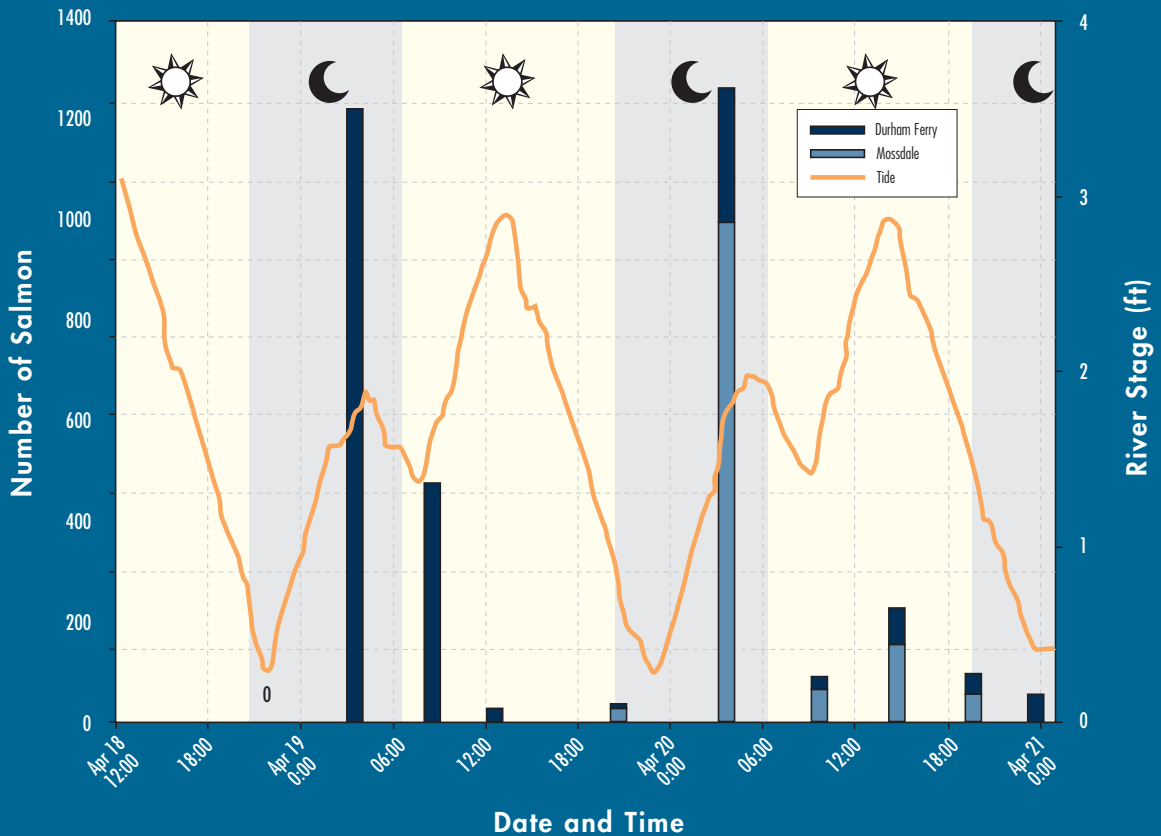 1400
1200
1000
800
600
400
200
0
Number of Salmon
4
3
2
1
0
River Stage (ft)
Durham Ferry
Mossdale
Tide
0
Apr 18
12:00
18:00
Apr 19
0:00
06:00
12:00
18:00
Apr 20
0:00
06:00
12:00
18:00
Apr 21
0:00
Date and Time